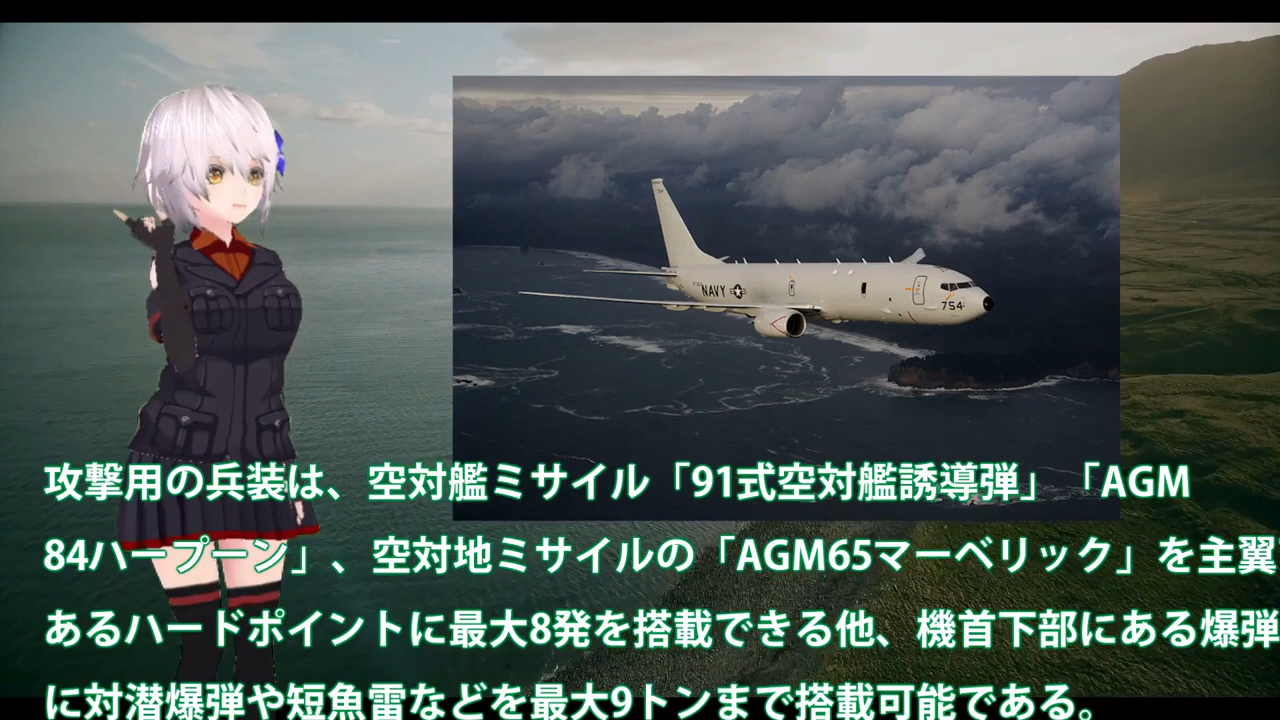 NAVY
754
攻撃用の兵装は、空対艦ミサイル「91式空対艦誘導弾」「AGM
84ハープーン」、空対地ミサイルの「AGM65マーベリック」を主翼
あるハードポイントに最大8発を搭載できる他、機首下部にある爆弾
に対潜爆弾や短魚雷などを最大9トンまで搭載可能である。